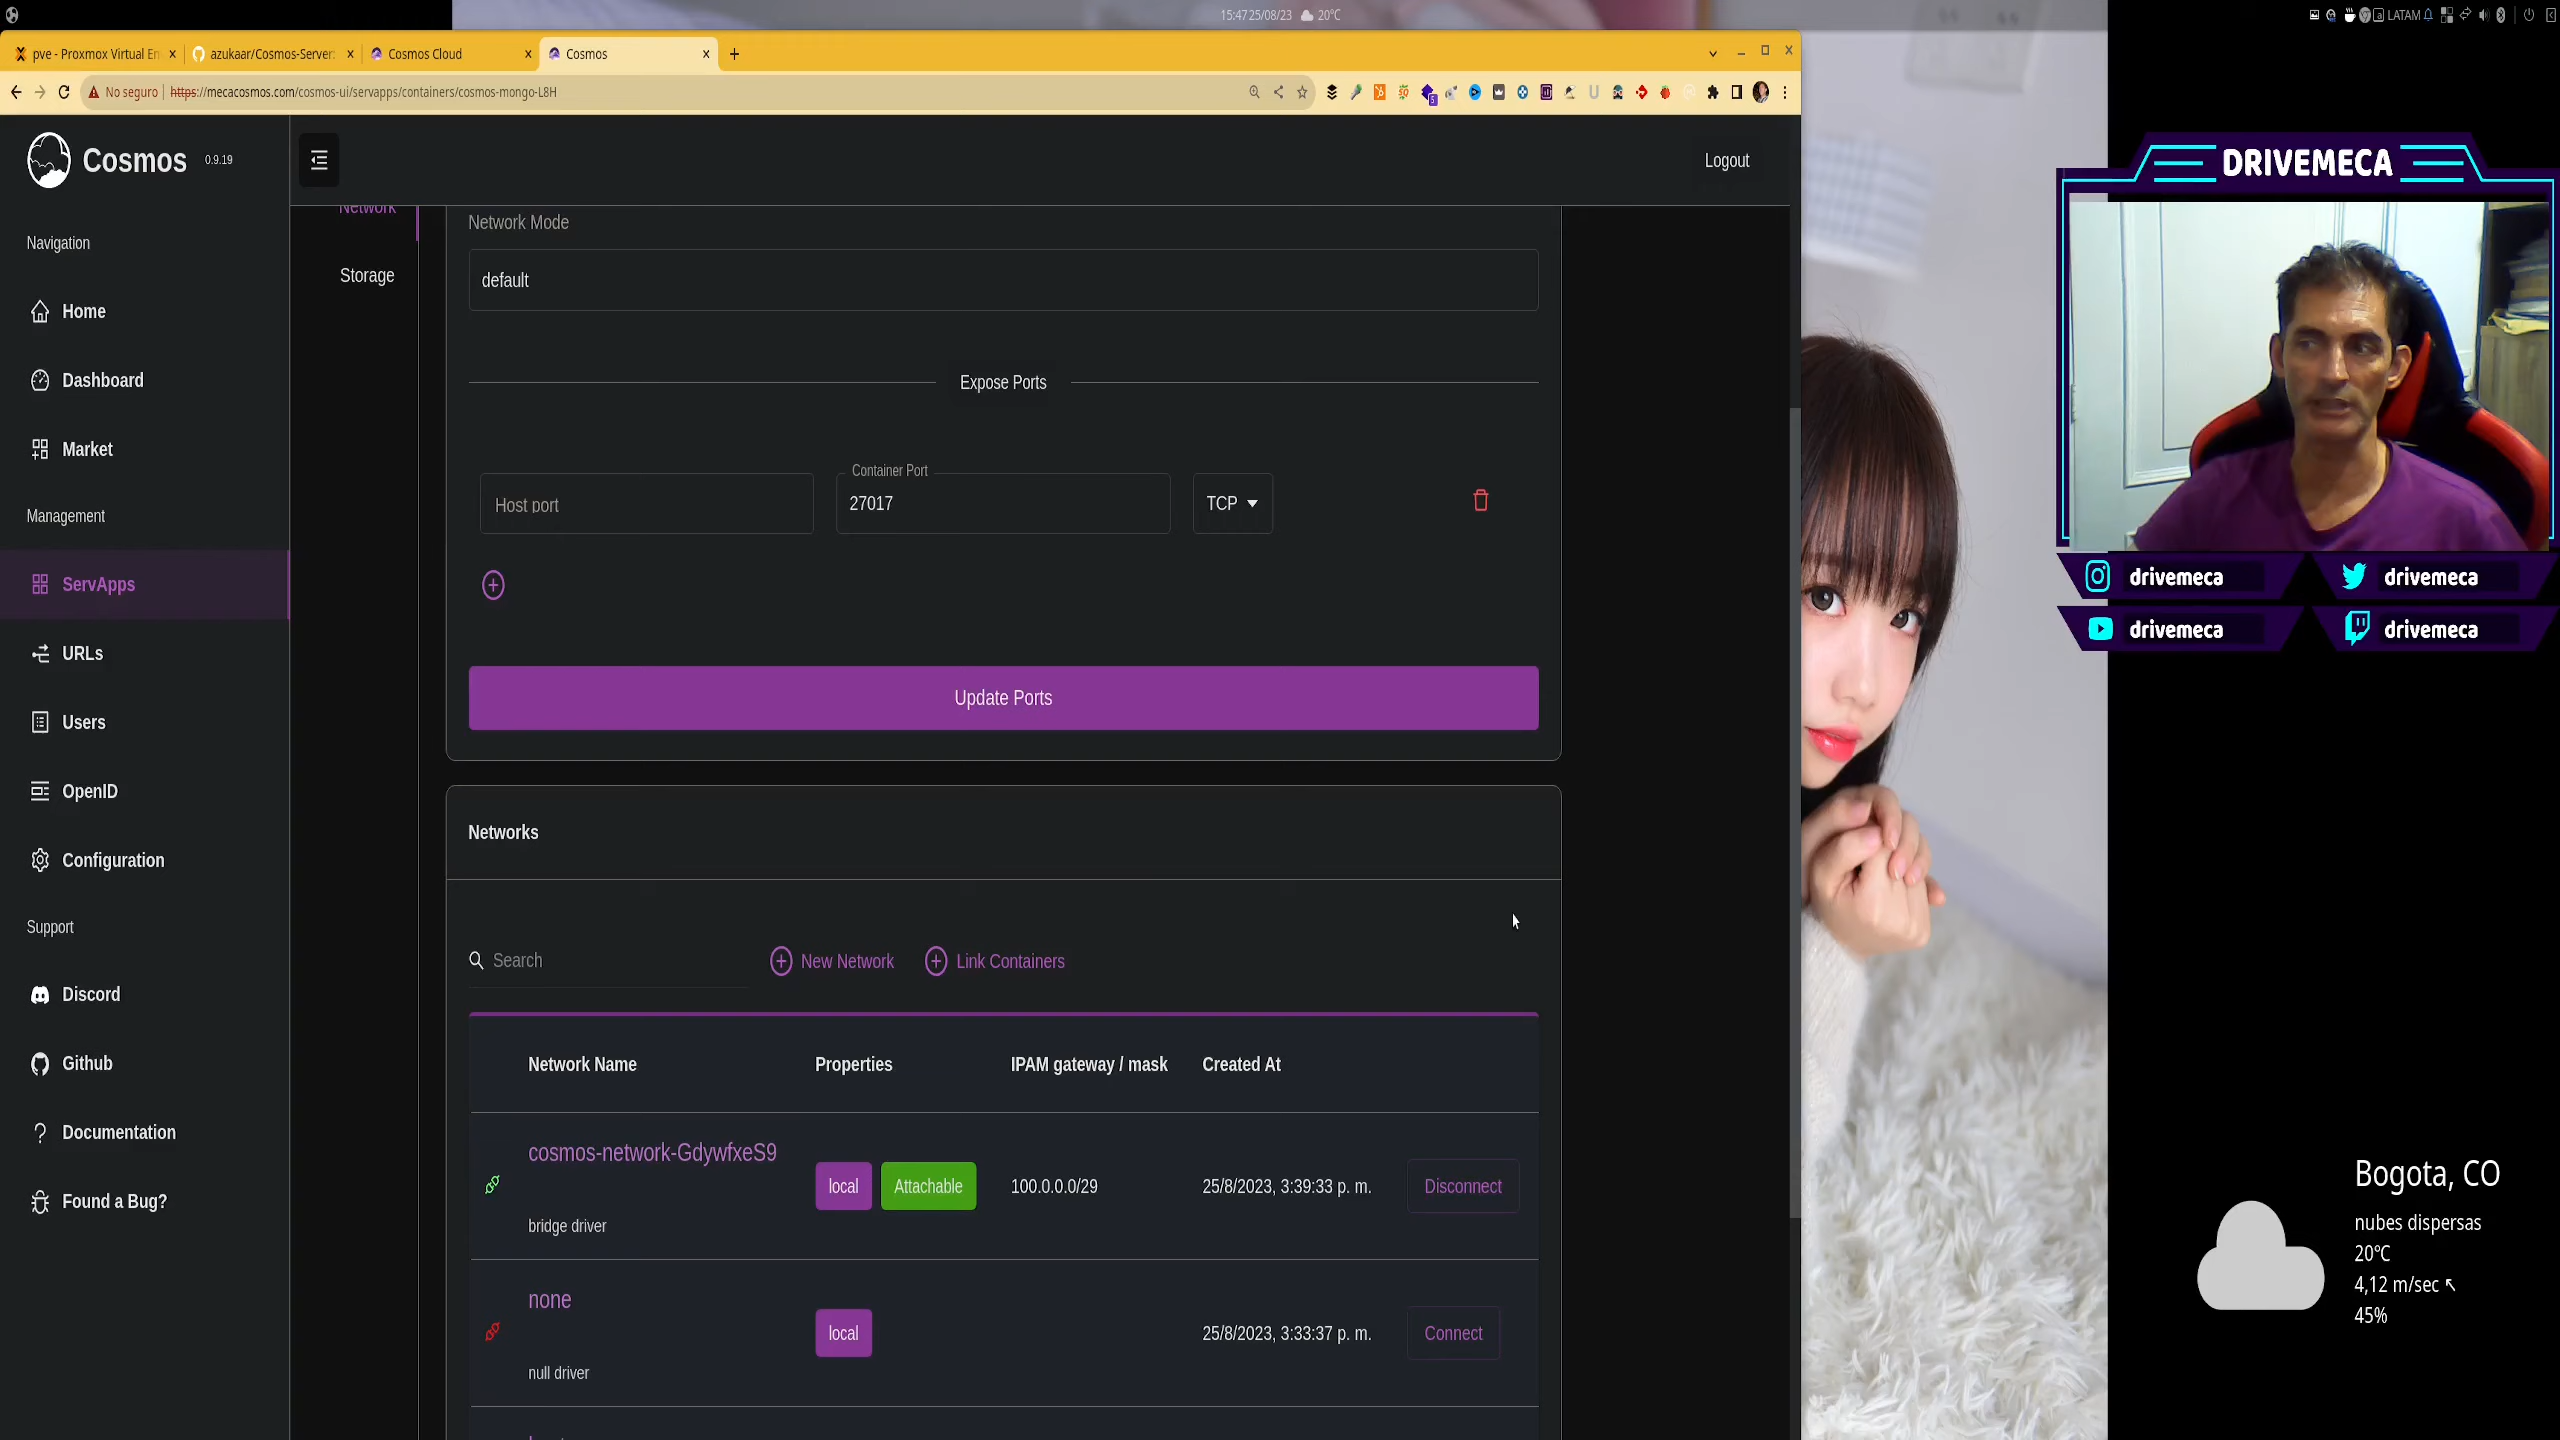 15:47 25/08/23 20°C
LATAM
pve - Proxmox Virtual En
azukaar/Cosmos-Server:
Cosmos Cloud
Cosmos
No seguro
https://mecacosmos.com/cosmos-ui/servapps/containers/cosmos-mongo-L8H
Cosmos 0.9.19
Logout
Navigation
Home
Dashboard
Market
Management
ServApps
URLs
Users
OpenID
Configuration
Support
Discord
Github
Documentation
Found a Bug?
Network
Storage
Network Mode
default
Expose Ports
Host port
Container Port
27017
TCP
Update Ports
Networks
Search
New Network
Link Containers
Network Name Properties IPAM gateway / mask Created At
cosmos-network-GdywfxeS9
bridge driver
local Attachable 100.0.0.0/29 25/8/2023, 3:39:33 p. m. Disconnect
none
null driver
local 25/8/2023, 3:33:37 p. m. Connect
DRIVEMECA
drivemeca drivemeca
drivemeca drivemeca
Bogota, CO
nubes dispersas
20°C
4,12 m/sec ↖
45%